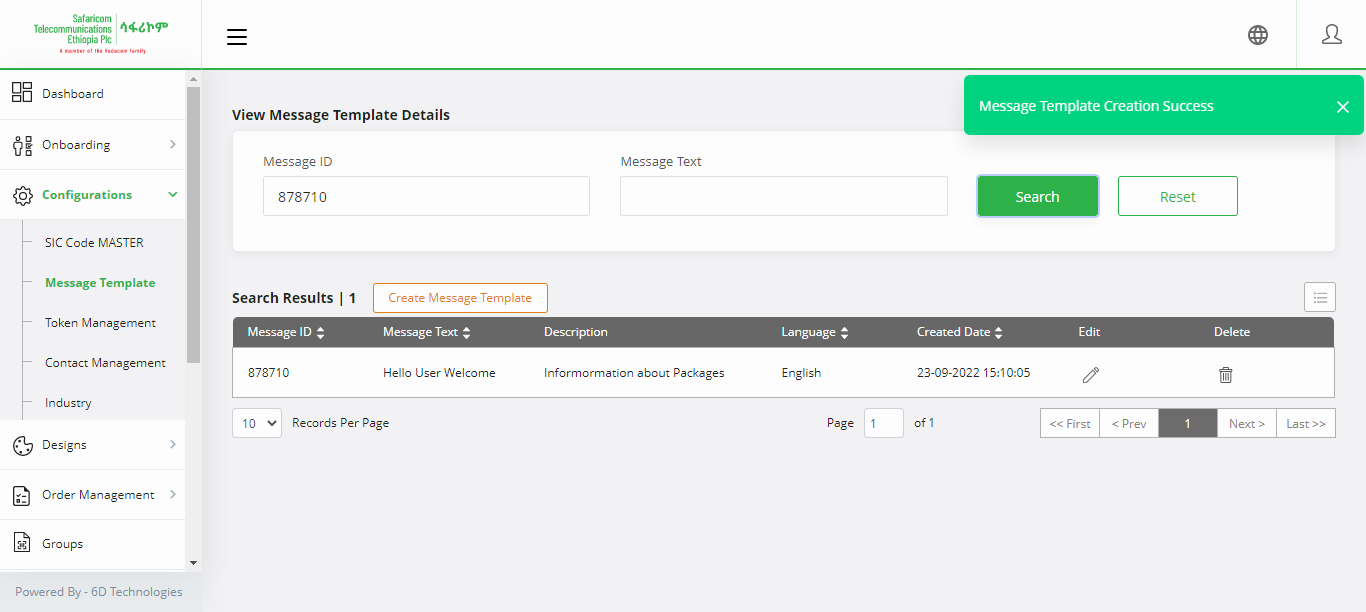 Safaricom
Telecommunications
Ethiopia Plc
ሳፋሪኮም
A member of the Vodacom family
Message Template Creation Success
Dashboard
Onboarding
Configurations
SIC Code MASTER
Message Template
Token Management
Contact Management
Industry
Designs
Order Management
Groups
Powered By - 6D Technologies
View Message Template Details
Message ID Message Text
878710 Search Reset
Search Results | 1 Create Message Template
Message ID Message Text Description Language Created Date Edit Delete
878710 Hello User Welcome Informormation about Packages English 23-09-2022 15:10:05
10 Records Per Page Page 1 of 1 << First < Prev 1 Next > Last >>